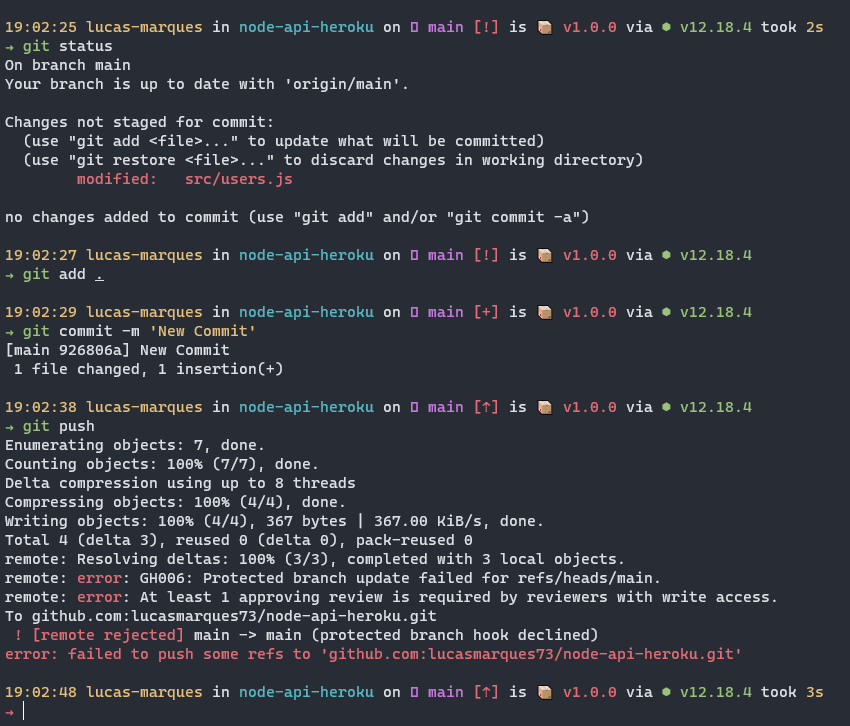 19:02:25 lucas-marques in node-api-heroku on main [!] is 📦 v1.0.0 via ⬢ v12.18.4 took 2s
→ git status
On branch main
Your branch is up to date with 'origin/main'.
Changes not staged for commit:
(use "git add <file>..." to update what will be committed)
(use "git restore <file>..." to discard changes in working directory)
modified: src/users.js
no changes added to commit (use "git add" and/or "git commit -a")
19:02:27 lucas-marques in node-api-heroku on main [!] is 📦 v1.0.0 via ⬢ v12.18.4
→ git add .
19:02:29 lucas-marques in node-api-heroku on main [+] is 📦 v1.0.0 via ⬢ v12.18.4
→ git commit -m 'New Commit'
[main 926806a] New Commit
1 file changed, 1 insertion(+)
19:02:38 lucas-marques in node-api-heroku on main [↑] is 📦 v1.0.0 via ⬢ v12.18.4
→ git push
Enumerating objects: 7, done.
Counting objects: 100% (7/7), done.
Delta compression using up to 8 threads
Compressing objects: 100% (4/4), done.
Writing objects: 100% (4/4), 367 bytes | 367.00 KiB/s, done.
Total 4 (delta 3), reused 0 (delta 0), pack-reused 0
remote: Resolving deltas: 100% (3/3), completed with 3 local objects.
remote: error: GH006: Protected branch update failed for refs/heads/main.
remote: error: At least 1 approving review is required by reviewers with write access.
To github.com:lucasmarques73/node-api-heroku.git
! [remote rejected] main -> main (protected branch hook declined)
error: failed to push some refs to 'github.com:lucasmarques73/node-api-heroku.git'
19:02:48 lucas-marques in node-api-heroku on main [↑] is 📦 v1.0.0 via ⬢ v12.18.4 took 3s
→